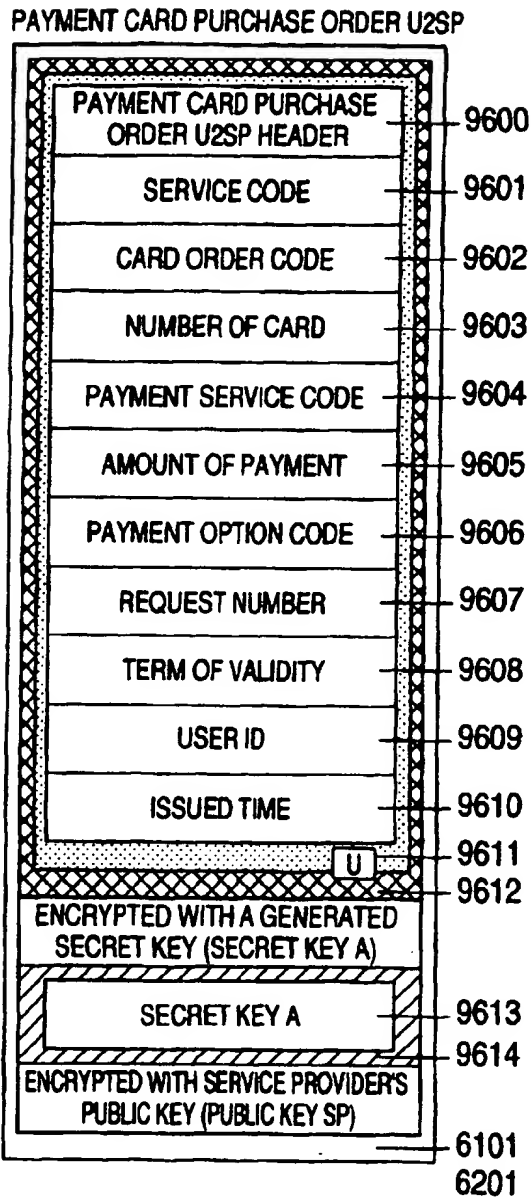 PAYMENT CARD PURCHASE ORDER U2SP
PAYMENT CARD PURCHASE
ORDER U2SP HEADER
9600
SERVICE CODE
9601
CARD ORDER CODE
9602
NUMBER OF CARD
9603
PAYMENT SERVICE CODE
9604
AMOUNT OF PAYMENT
9605
PAYMENT OPTION CODE
9606
REQUEST NUMBER
9607
TERM OF VALIDITY
9608
USER ID
9609
ISSUED TIME
9610
U
9611
9612
ENCRYPTED WITH A GENERATED
SECRET KEY (SECRET KEY A)
SECRET KEY A
9613
9614
ENCRYPTED WITH SERVICE PROVIDER'S
PUBLIC KEY (PUBLIC KEY SP)
6101
6201